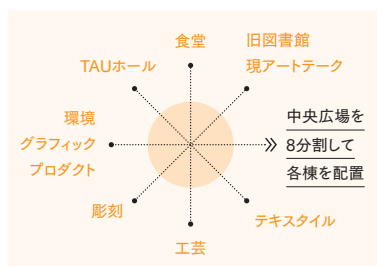 食堂
旧図書館
現アートテーク
TAUホール
環境
グラフィック
プロダクト
中央広場を
8分割して
各棟を配置
彫刻
テキスタイル
工芸